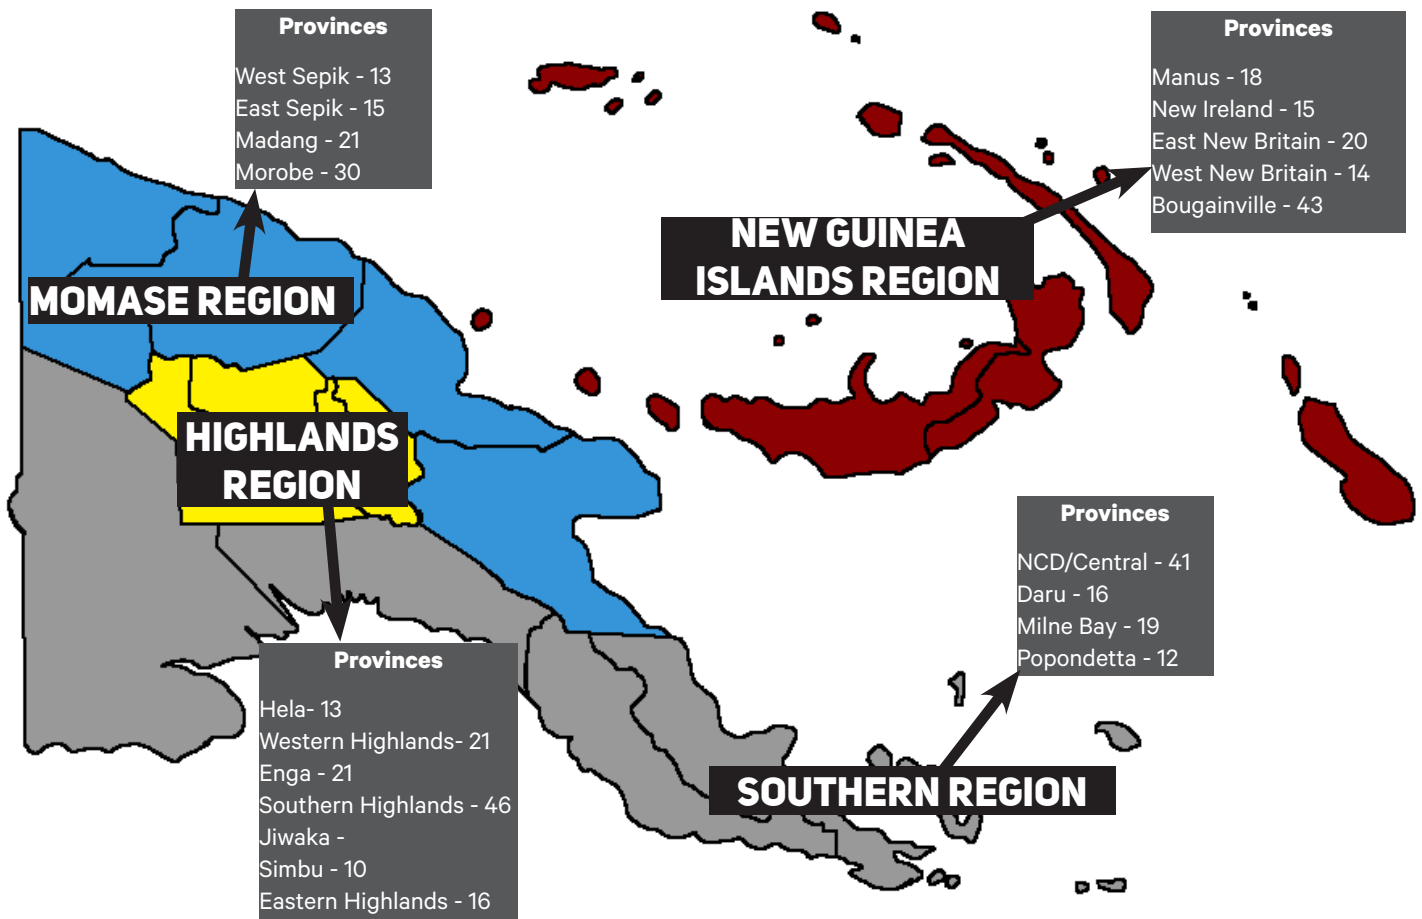 Provinces
West Sepik - 13
East Sepik - 15
Madang - 21
Morobe - 30
Provinces
Manus - 18
New Ireland - 15
East New Britain - 20
West New Britain - 14
Bougainville - 43
NEW GUINEA
ISLANDS REGION
MOMASE REGION
HIGHLANDS
REGION
Provinces
NCD/Central - 41
Daru - 16
Milne Bay - 19
Popondetta - 12
Provinces
Hela- 13
Western Highlands- 21
Enga - 21
Southern Highlands - 46
Jiwaka -
Simbu - 10
Eastern Highlands - 16
SOUTHERN REGION